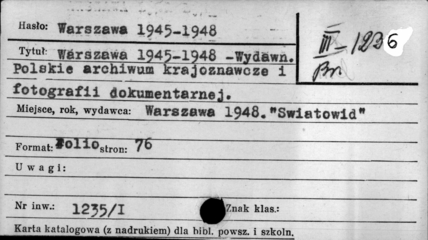 Hasło: Warszawa 1945-1948
III-1236
Bn
Tytuł: Warszawa 1945-1948 -Wydawn.
Polskie archiwum krajoznawcze i
fotografii dokumentarnej.
Miejsce, rok, wydawca: Warszawa 1948."Swiatowid"
Format: Folio stron: 76
Uwagi:
Nr inw.: 1235/I Znak klas.:
Karta katalogowa (z nadrukiem) dla bibl. powsz. i szkoln.